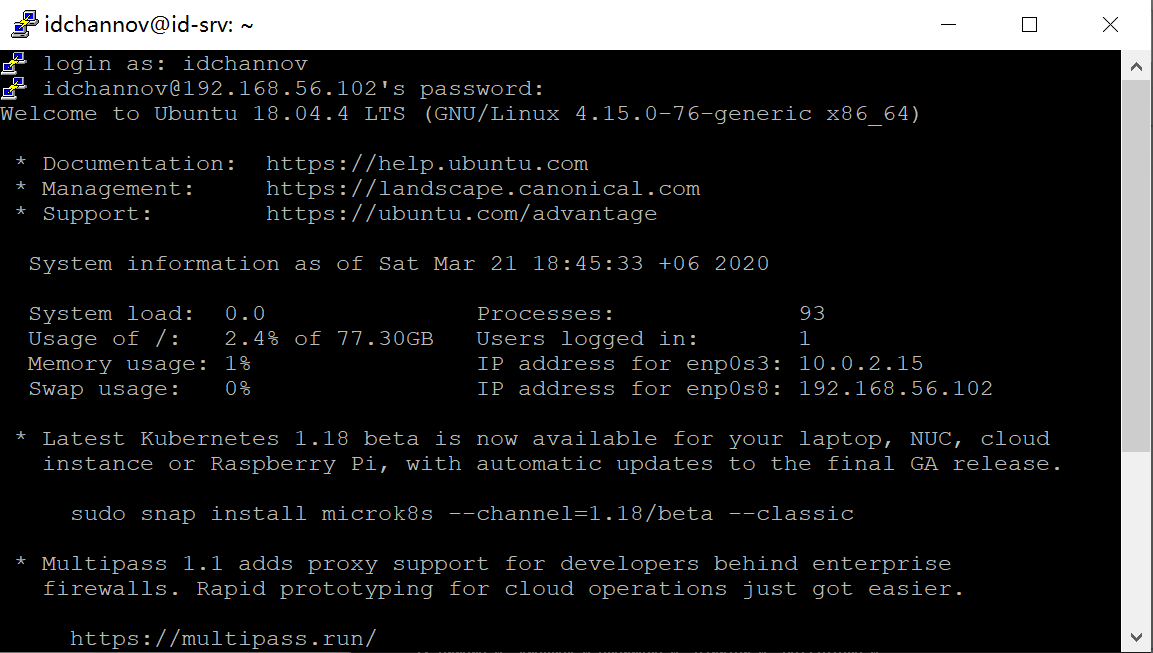 idchannov@id-srv: ~
login as: idchannov
idchannov@192.168.56.102's password:
Welcome to Ubuntu 18.04.4 LTS (GNU/Linux 4.15.0-76-generic x86_64)
* Documentation:  https://help.ubuntu.com
* Management:     https://landscape.canonical.com
* Support:        https://ubuntu.com/advantage
System information as of Sat Mar 21 18:45:33 +06 2020
System load:  0.0               Processes:             93
Usage of /:   2.4% of 77.30GB   Users logged in:       1
Memory usage: 1%                IP address for enp0s3: 10.0.2.15
Swap usage:   0%                IP address for enp0s8: 192.168.56.102
* Latest Kubernetes 1.18 beta is now available for your laptop, NUC, cloud
instance or Raspberry Pi, with automatic updates to the final GA release.
sudo snap install microk8s --channel=1.18/beta --classic
* Multipass 1.1 adds proxy support for developers behind enterprise
firewalls. Rapid prototyping for cloud operations just got easier.
https://multipass.run/